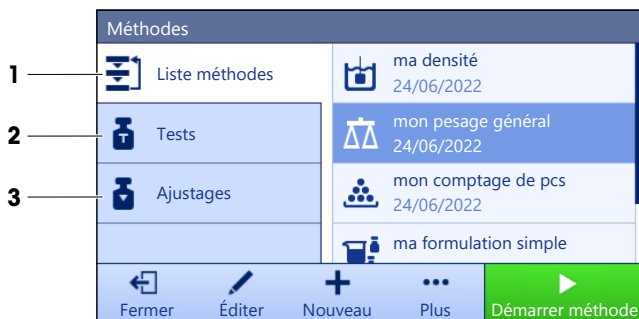 Méthodes
1
Liste méthodes
2
Tests
3
Ajustages
ma densité
24/06/2022
mon pesage général
24/06/2022
mon comptage de pcs
24/06/2022
ma formulation simple
Fermer
Éditer
Nouveau
Plus
Démarrer méthode